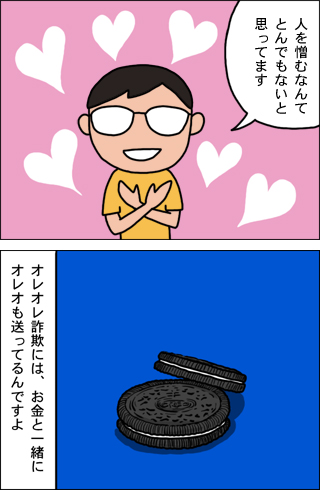 人を憎むなんて
とんでもないと
思ってます
オレオレ詐欺には、お金と一緒に
オレオも送ってるんですよ